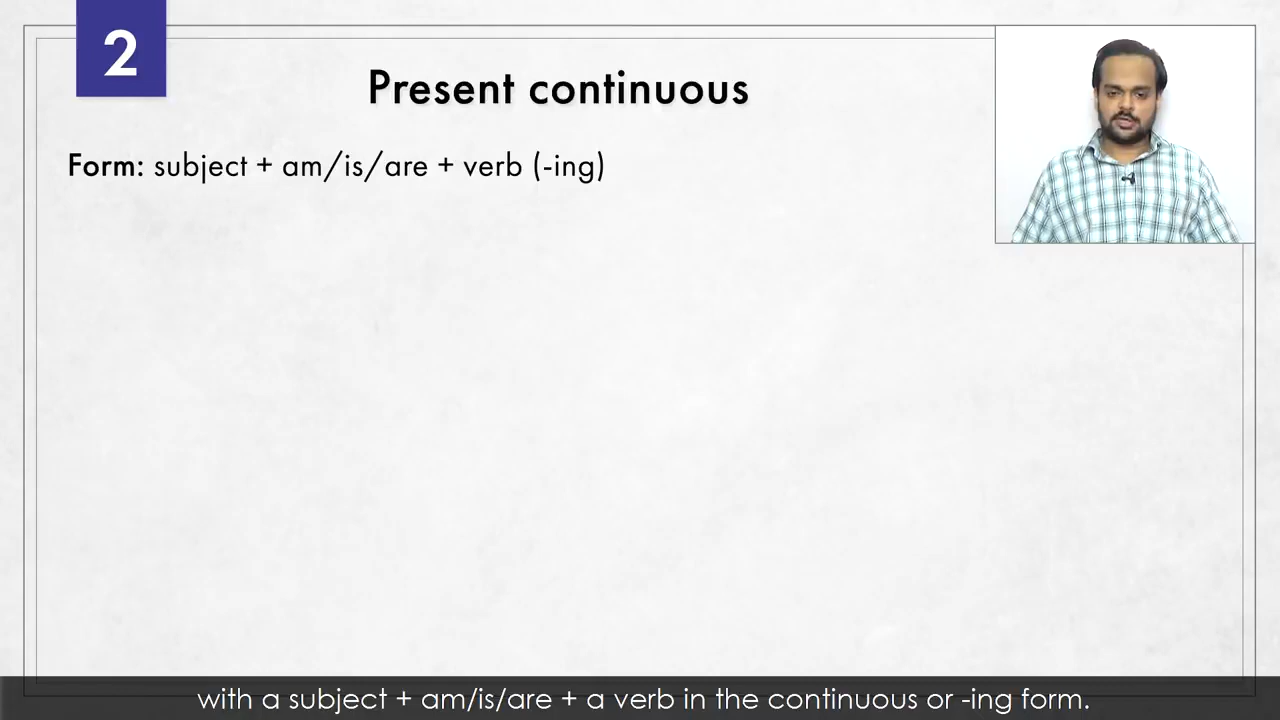 2
Present continuous
Form: subject + am/is/are + verb (-ing)
with a subject + am/is/are + a verb in the continuous or -ing form.